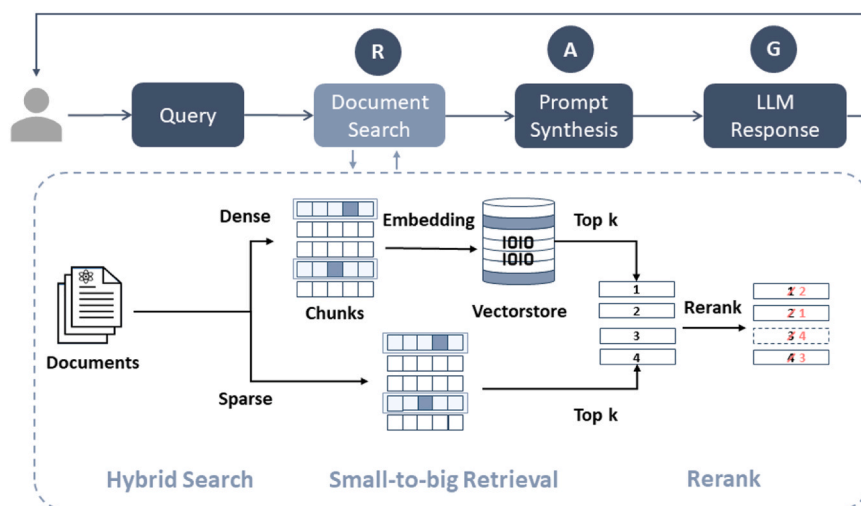 R
A
G
Query
Document
Search
Prompt
Synthesis
LLM
Response
Dense
Embedding
Top k
1010
1010
Chunks
Vectorstore
Documents
Sparse
Top k
1
2
3
4
Rerank
1 2
2 1
3 4
4 3
Hybrid Search
Small-to-big Retrieval
Rerank